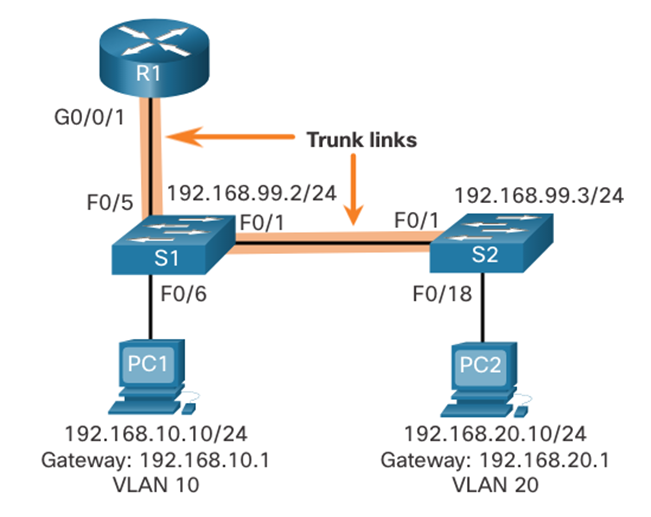 R1
G0/0/1
Trunk links
F0/5
192.168.99.2/24
192.168.99.3/24
F0/1
F0/1
S1
S2
F0/6
F0/18
PC1
PC2
192.168.10.10/24
Gateway: 192.168.10.1
VLAN 10
192.168.20.10/24
Gateway: 192.168.20.1
VLAN 20